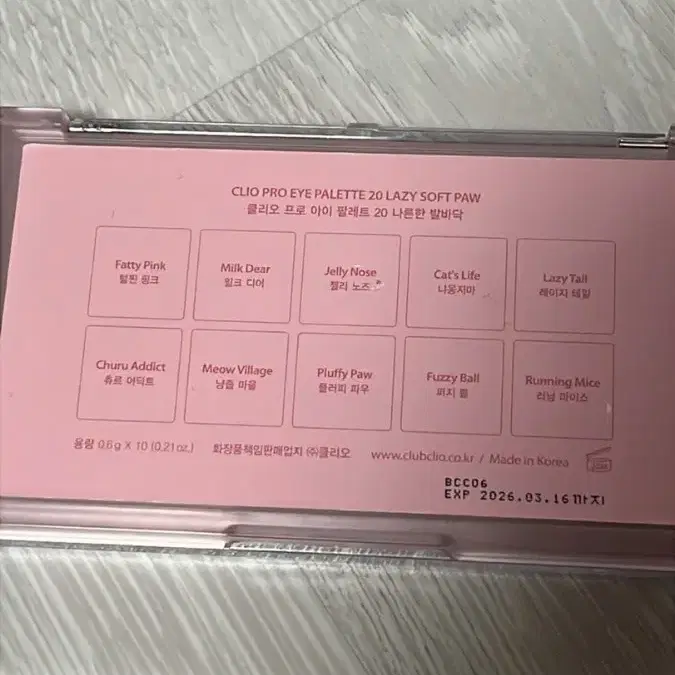 CLIO PRO EYE PALETTE 20 LAZY SOFT PAW
클리오 프로 아이 팔레트 20 나른한 발바닥
Fatty Pink
털찐 핑크
Milk Dear
밀크 디어
Jelly Nose
젤리 노즈
Cat's Life
냐옹지마
Lazy Tail
레이지 테일
Churu Addict
츄르 어딕트
Meow Village
냥줍 마을
Pluffy Paw
플러피 파우
Fuzzy Ball
퍼지 볼
Running Mice
러닝 마이스
용량 0.6g X 10 (0.21oz.) 화장품책임판매업자 ㈜클리오 www.clubclio.co.kr / Made in Korea
BCC06
EXP 2026.03.16까지